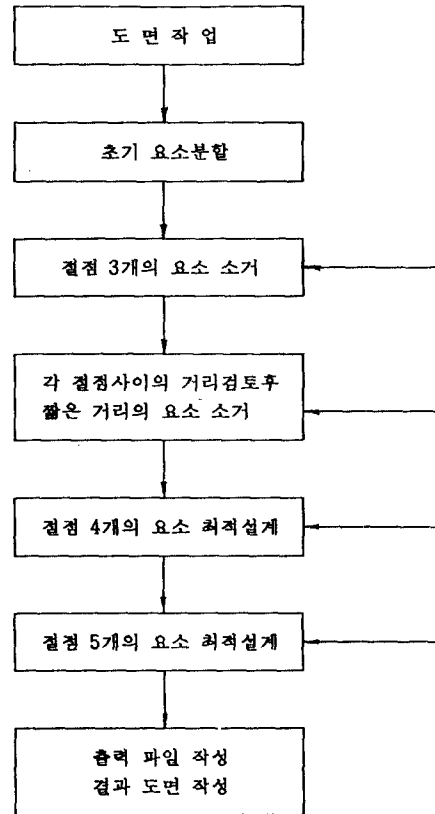 도 면 작 업
초기 요소분할
절점 3개의 요소 소거
각 절점사이의 거리검토후
짧은 거리의 요소 소거
절점 4개의 요소 최적설계
절점 5개의 요소 최적설계
출력 파일 작성
결과 도면 작성